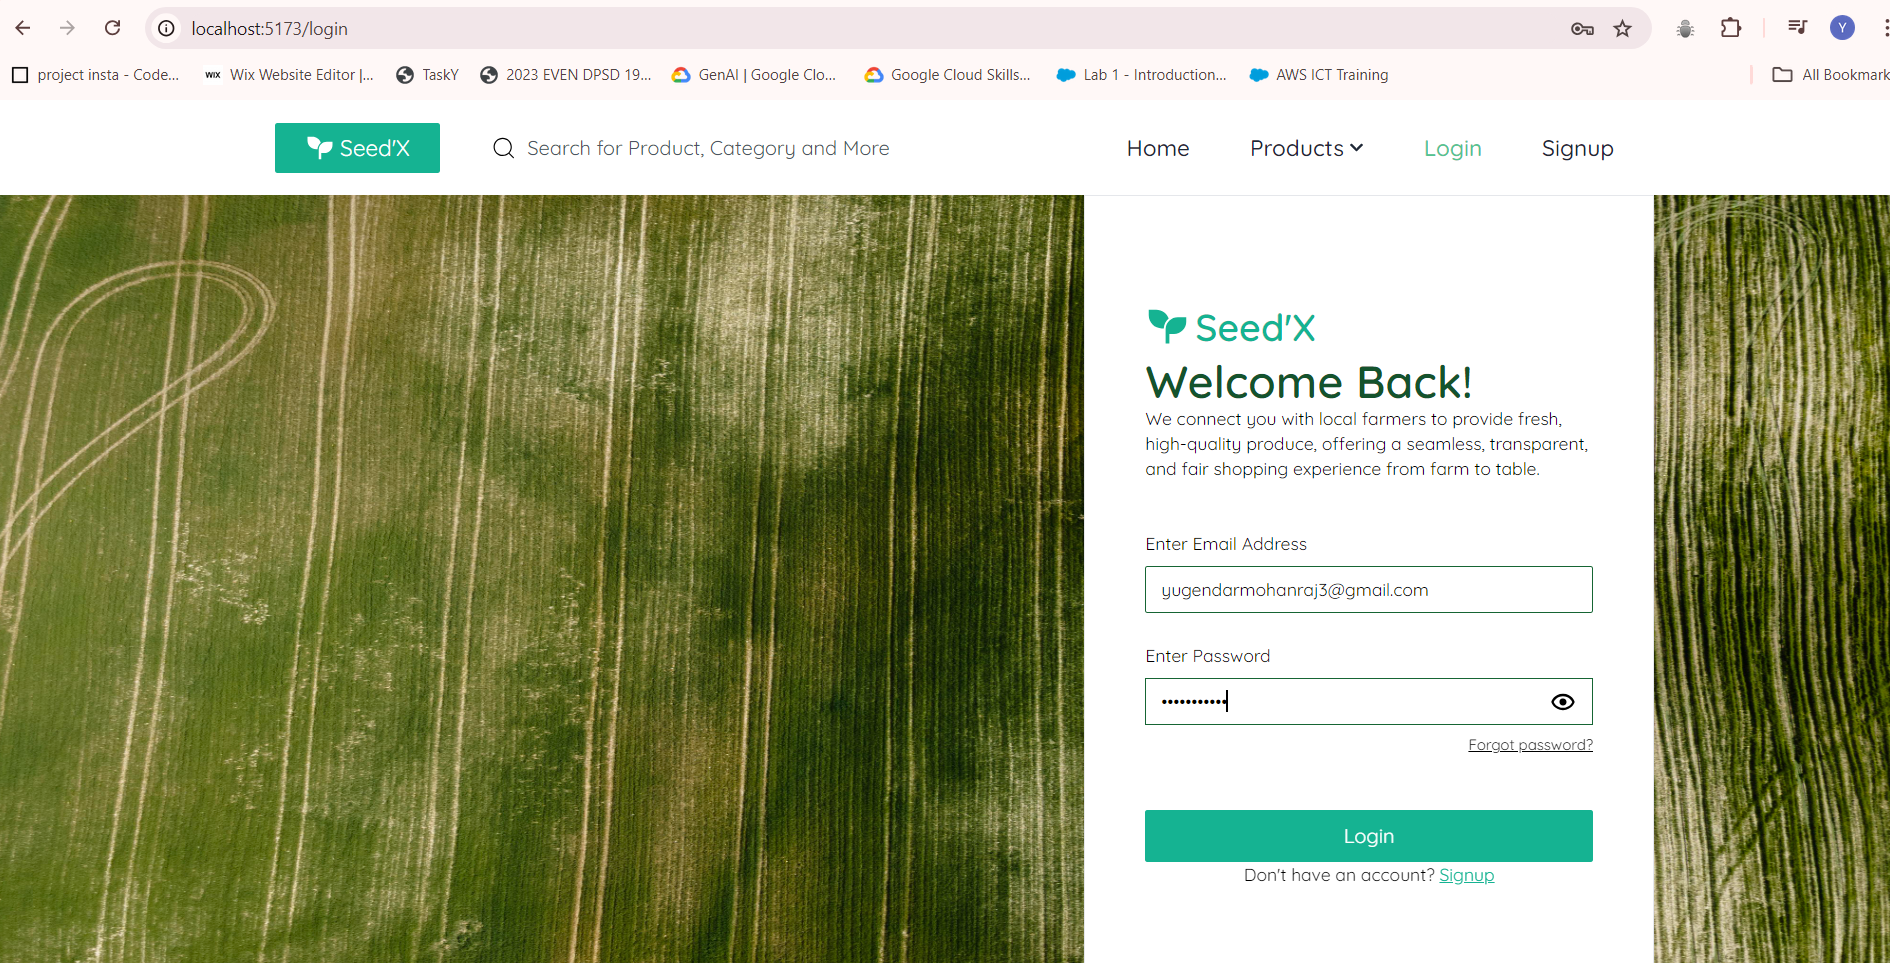 localhost:5173/login
Y
project insta - Code...
WIX Wix Website Editor |...
TaskY
2023 EVEN DPSD 19...
GenAI | Google Clo...
Google Cloud Skills...
Lab 1 - Introduction...
AWS ICT Training
All Bookmark
Seed'X
Search for Product, Category and More
Home
Products
Login
Signup
Seed'X
Welcome Back!
We connect you with local farmers to provide fresh,
high-quality produce, offering a seamless, transparent,
and fair shopping experience from farm to table.
Enter Email Address
yugendarmohanraj3@gmail.com
Enter Password
•••••••••••
Forgot password?
Login
Don't have an account? Signup